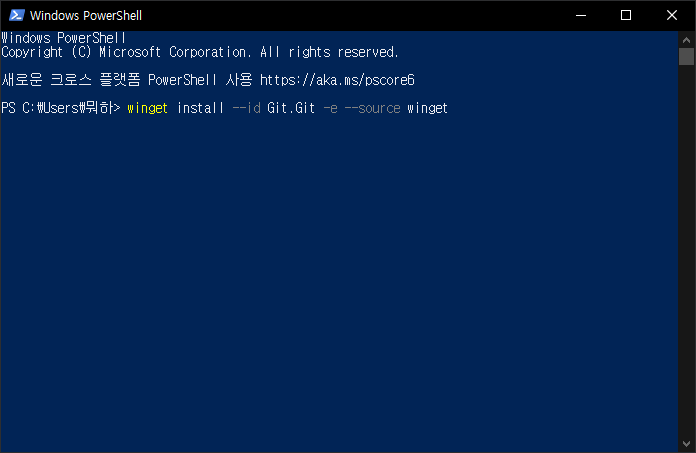 Windows PowerShell
Windows PowerShell
Copyright (C) Microsoft Corporation. All rights reserved.
새로운 크로스 플랫폼 PowerShell 사용 https://aka.ms/pscore6
PS C:₩Users₩뭐하> winget install --id Git.Git -e --source winget